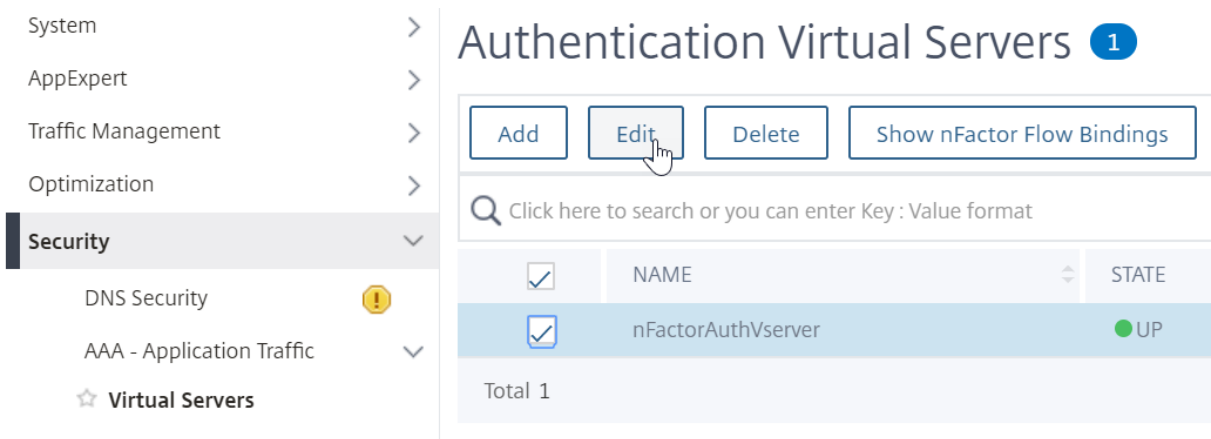 System
AppExpert
Traffic Management
Optimization
Security
DNS Security
AAA - Application Traffic
Virtual Servers
Authentication Virtual Servers 1
Add Edit Delete Show nFactor Flow Bindings
Click here to search or you can enter Key : Value format
NAME STATE
nFactorAuthVserver UP
Total 1